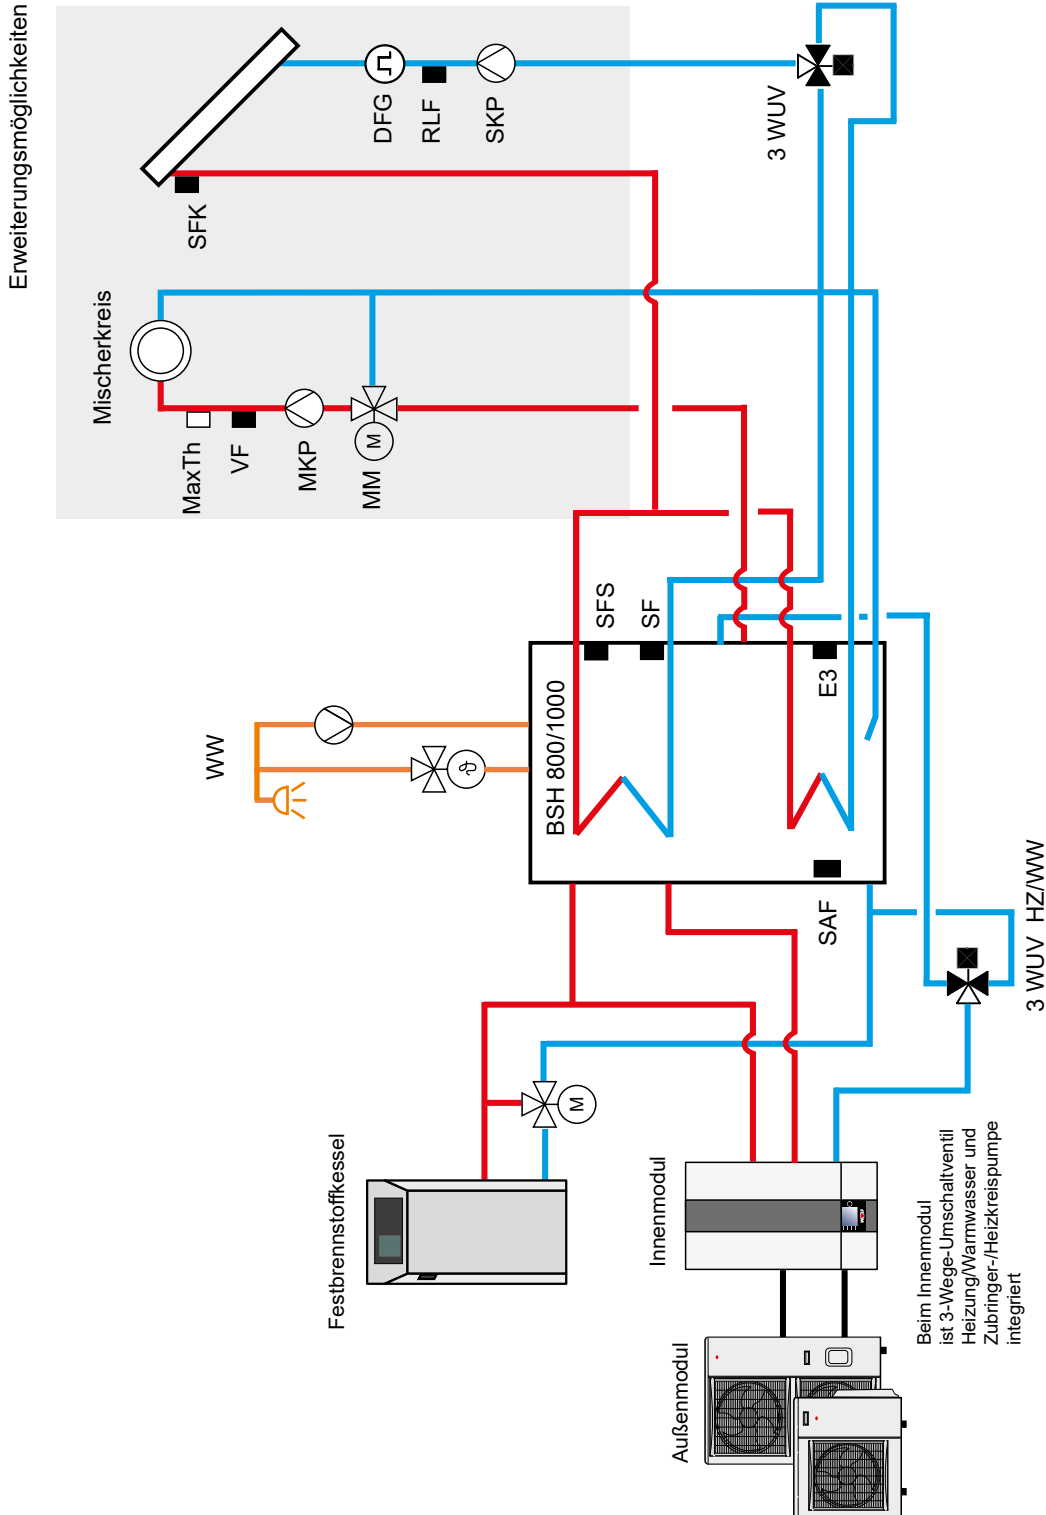 Erweiterungsmöglichkeiten
DFG
RLF
SKP
3 WUV
SFK
Mischerkreis
MaxTh
VF
MKP
MM
M
WW
SFS
SF
BSH 800/1000
E3
SAF
3 WUV HZ/WW
M
Festbrennstoffkessel
Innenmodul
Beim Innenmodul
ist 3-Wege-Umschaltventil
Heizung/Warmwasser und
Zubringer-/Heizkreispumpe
integriert
Außenmodul